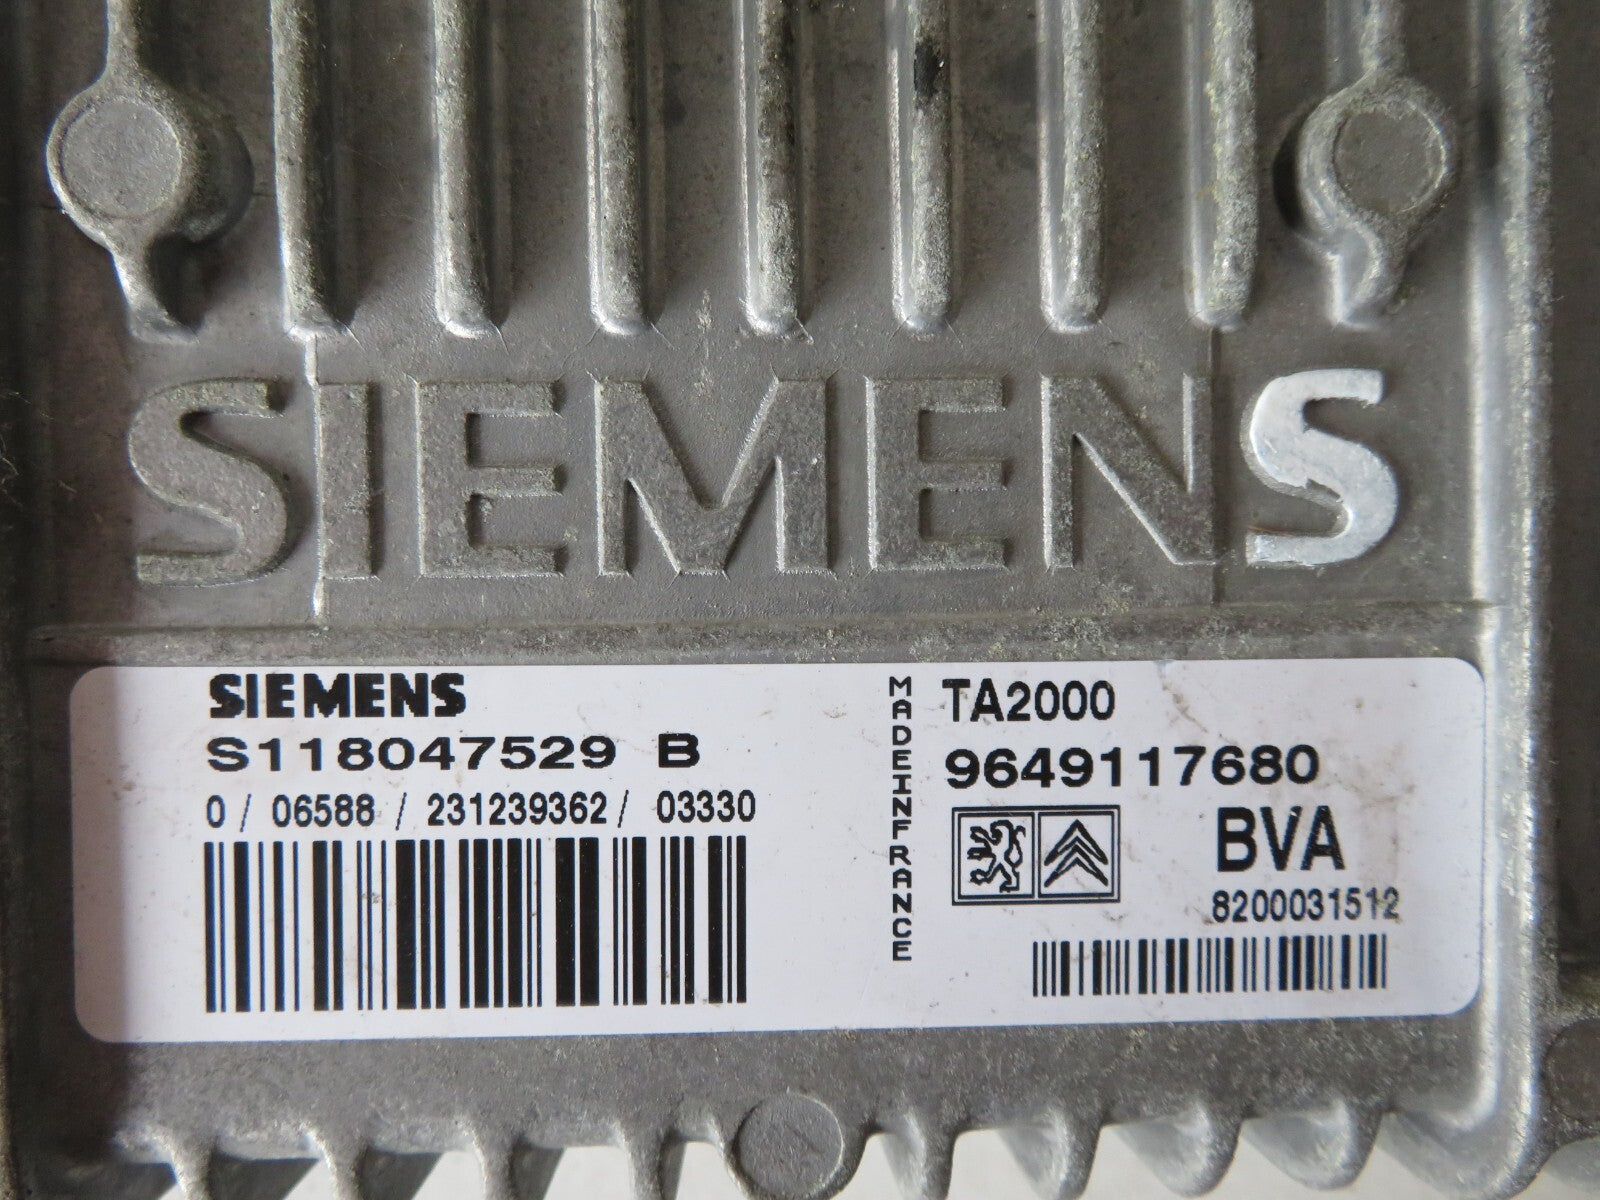 SIEMENS
SIEMENS
S118047529 B
0 / 06588 / 231239362 / 03330
MADEINFRANCE
TA2000
9649117680
BVA
8200031512